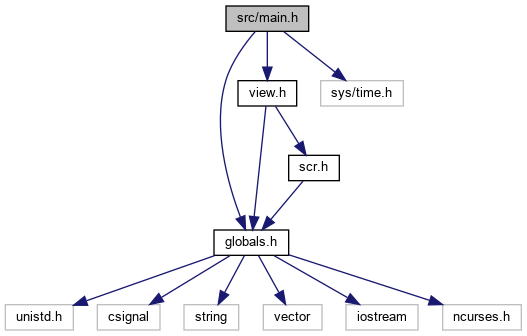 src/main.h
view.h
sys/time.h
scr.h
globals.h
unistd.h
csignal
string
vector
iostream
ncurses.h